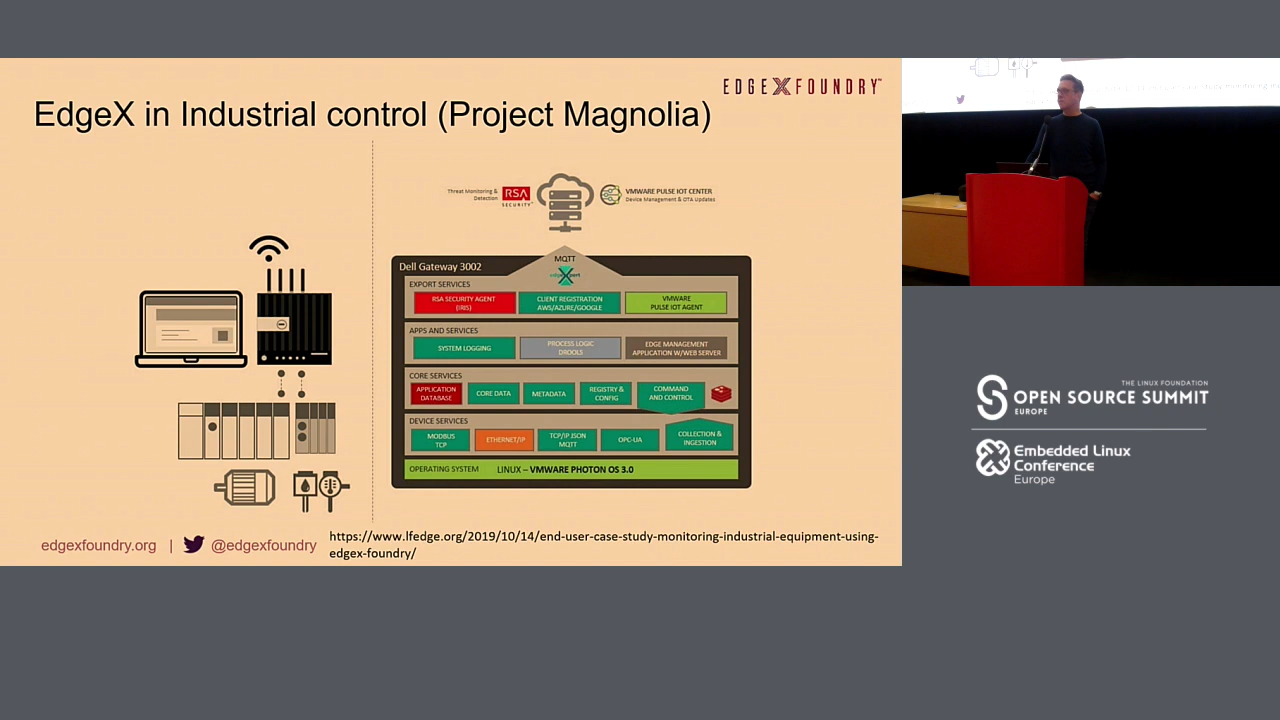 EDGE X FOUNDRY™
EdgeX in Industrial control (Project Magnolia)
Threat Monitoring &
Detection
RSA
SECURITY
VMWARE PULSE IOT CENTER
Device Management & OTA Updates
MQTT
Dell Gateway 3002
EXPORT SERVICES
RSA SECURITY AGENT
(IRIS)
CLIENT REGISTRATION
AWS/AZURE/GOOGLE
VMWARE
PULSE IOT AGENT
APPS AND SERVICES
SYSTEM LOGGING
PROCESS LOGIC
DROOLS
EDGE MANAGEMENT
APPLICATION W/WEB SERVER
CORE SERVICES
APPLICATION
DATABASE
CORE DATA
METADATA
REGISTRY &
CONFIG
COMMAND
AND CONTROL
DEVICE SERVICES
MODBUS
TCP
ETHERNET/IP
TCP/IP JSON
MQTT
OPC-UA
COLLECTION &
INGESTION
OPERATING SYSTEM LINUX – VMWARE PHOTON OS 3.0
edgexfoundry.org | @edgexfoundry
https://www.lfedge.org/2019/10/14/end-user-case-study-monitoring-industrial-equipment-using-
edgex-foundry/
THE LINUX FOUNDATION
OPEN SOURCE SUMMIT
EUROPE
Embedded Linux
Conference
Europe